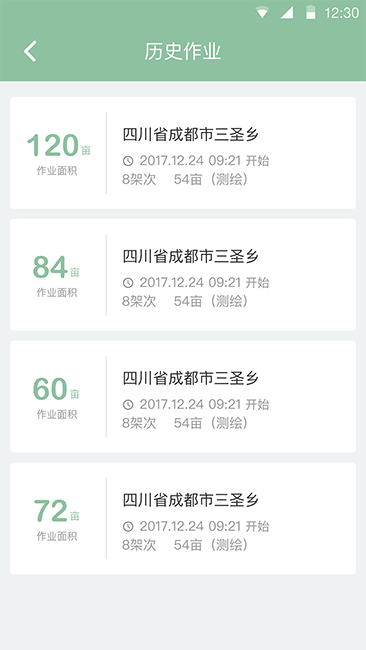 12:30
历史作业
120亩
作业面积
四川省成都市三圣乡
2017.12.24 09:21 开始
8架次 54亩（测绘）
84亩
作业面积
四川省成都市三圣乡
2017.12.24 09:21 开始
8架次 54亩（测绘）
60亩
作业面积
四川省成都市三圣乡
2017.12.24 09:21 开始
8架次 54亩（测绘）
72亩
作业面积
四川省成都市三圣乡
2017.12.24 09:21 开始
8架次 54亩（测绘）